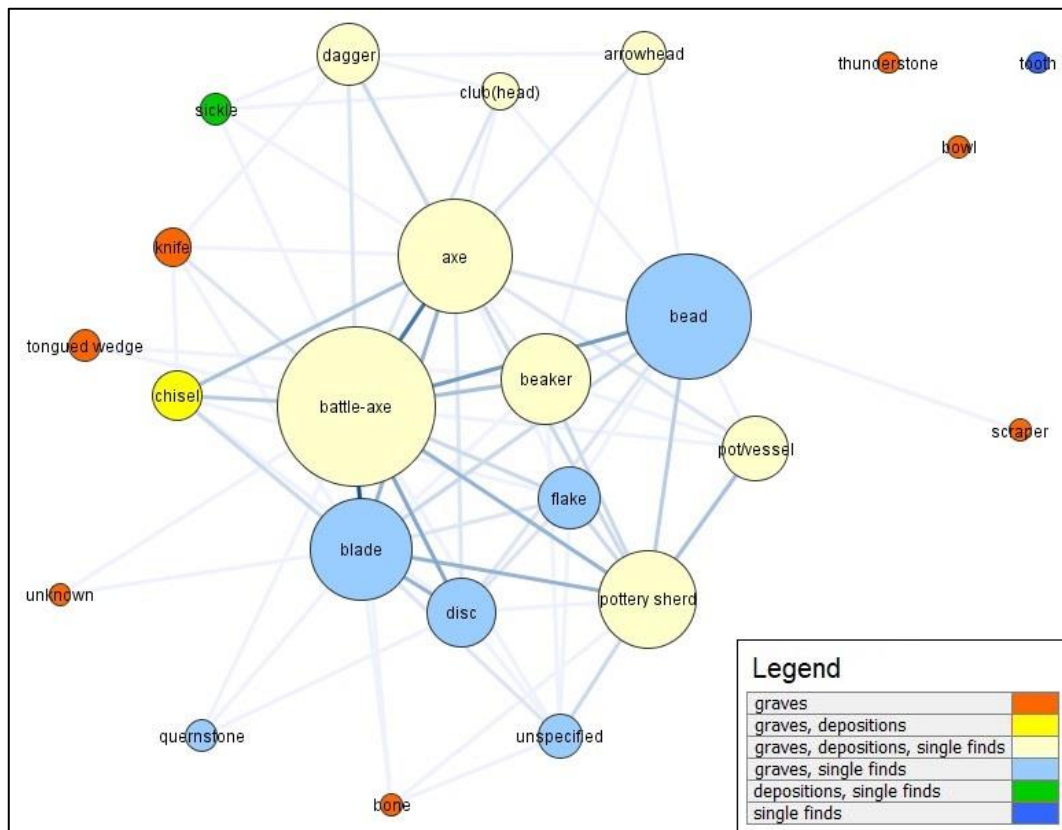 dagger
arrowhead
thunderstone
tooth
club(head)
sickle
bowl
knife
axe
bead
tongued wedge
beaker
chisel
battle-axe
scraper
pot/vessel
flake
blade
unknown
disc
pottery sherd
quernstone
unspecified
bone
Legend
graves
graves, depositions
graves, depositions, single finds
graves, single finds
depositions, single finds
single finds